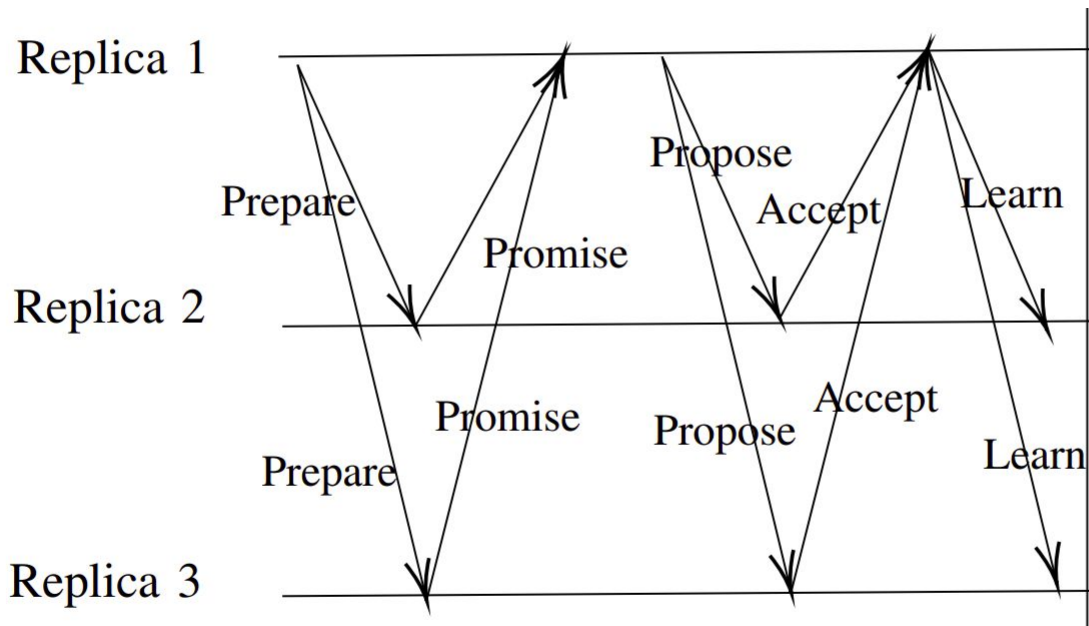 Replica 1
Propose
Prepare
Accept
Learn
Promise
Replica 2
Accept
Promise
Propose
Learn
Prepare
Replica 3